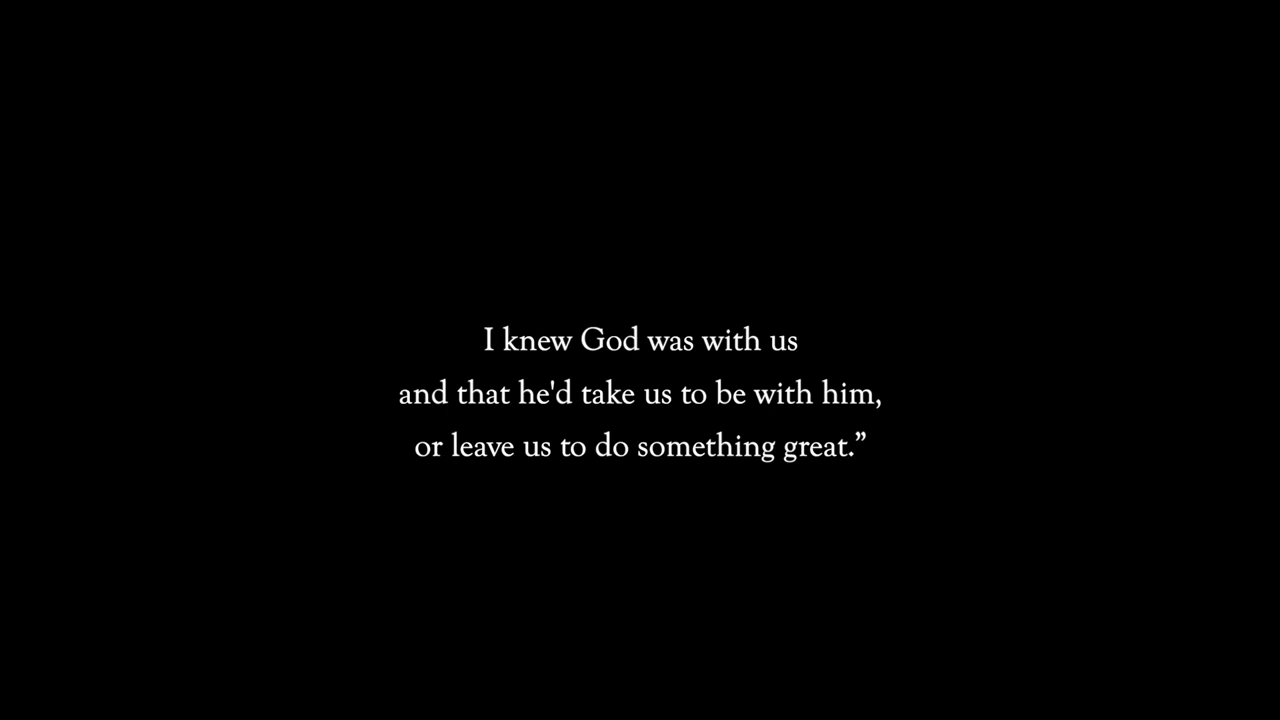 I knew God was with us
and that he'd take us to be with him,
or leave us to do something great.”